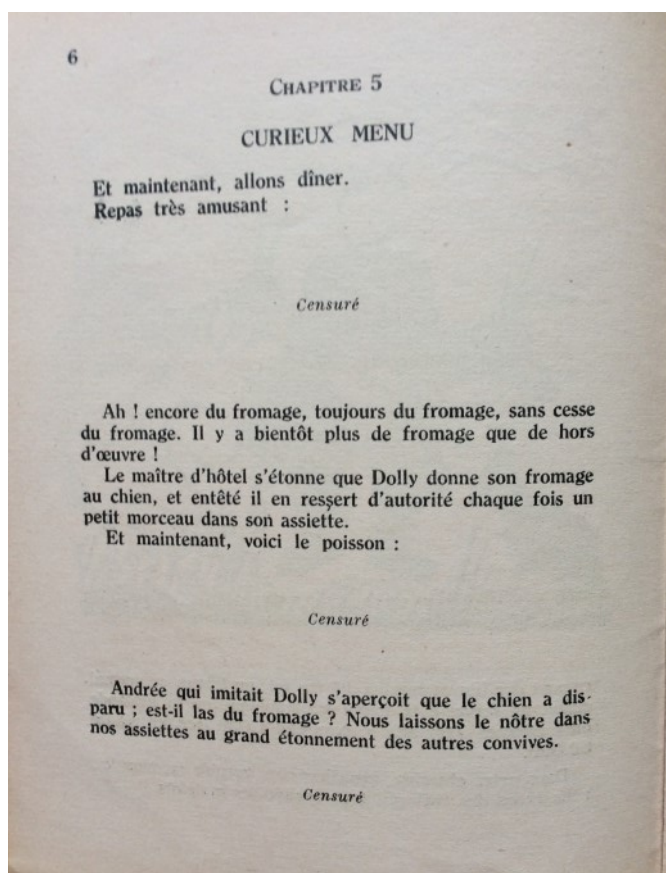 6
CHAPITRE 5
CURIEUX MENU
Et maintenant, allons dîner.
Repas très amusant :
Censuré
Ah ! encore du fromage, toujours du fromage, sans cesse
du fromage. Il y a bientôt plus de fromage que de hors
d'œuvre !
Le maître d'hôtel s'étonne que Dolly donne son fromage
au chien, et entêté il en ressert d'autorité chaque fois un
petit morceau dans son assiette.
Et maintenant, voici le poisson :
Censuré
Andrée qui imitait Dolly s'aperçoit que le chien a dis-
paru ; est-il las du fromage ? Nous laissons le nôtre dans
nos assiettes au grand étonnement des autres convives.
Censuré